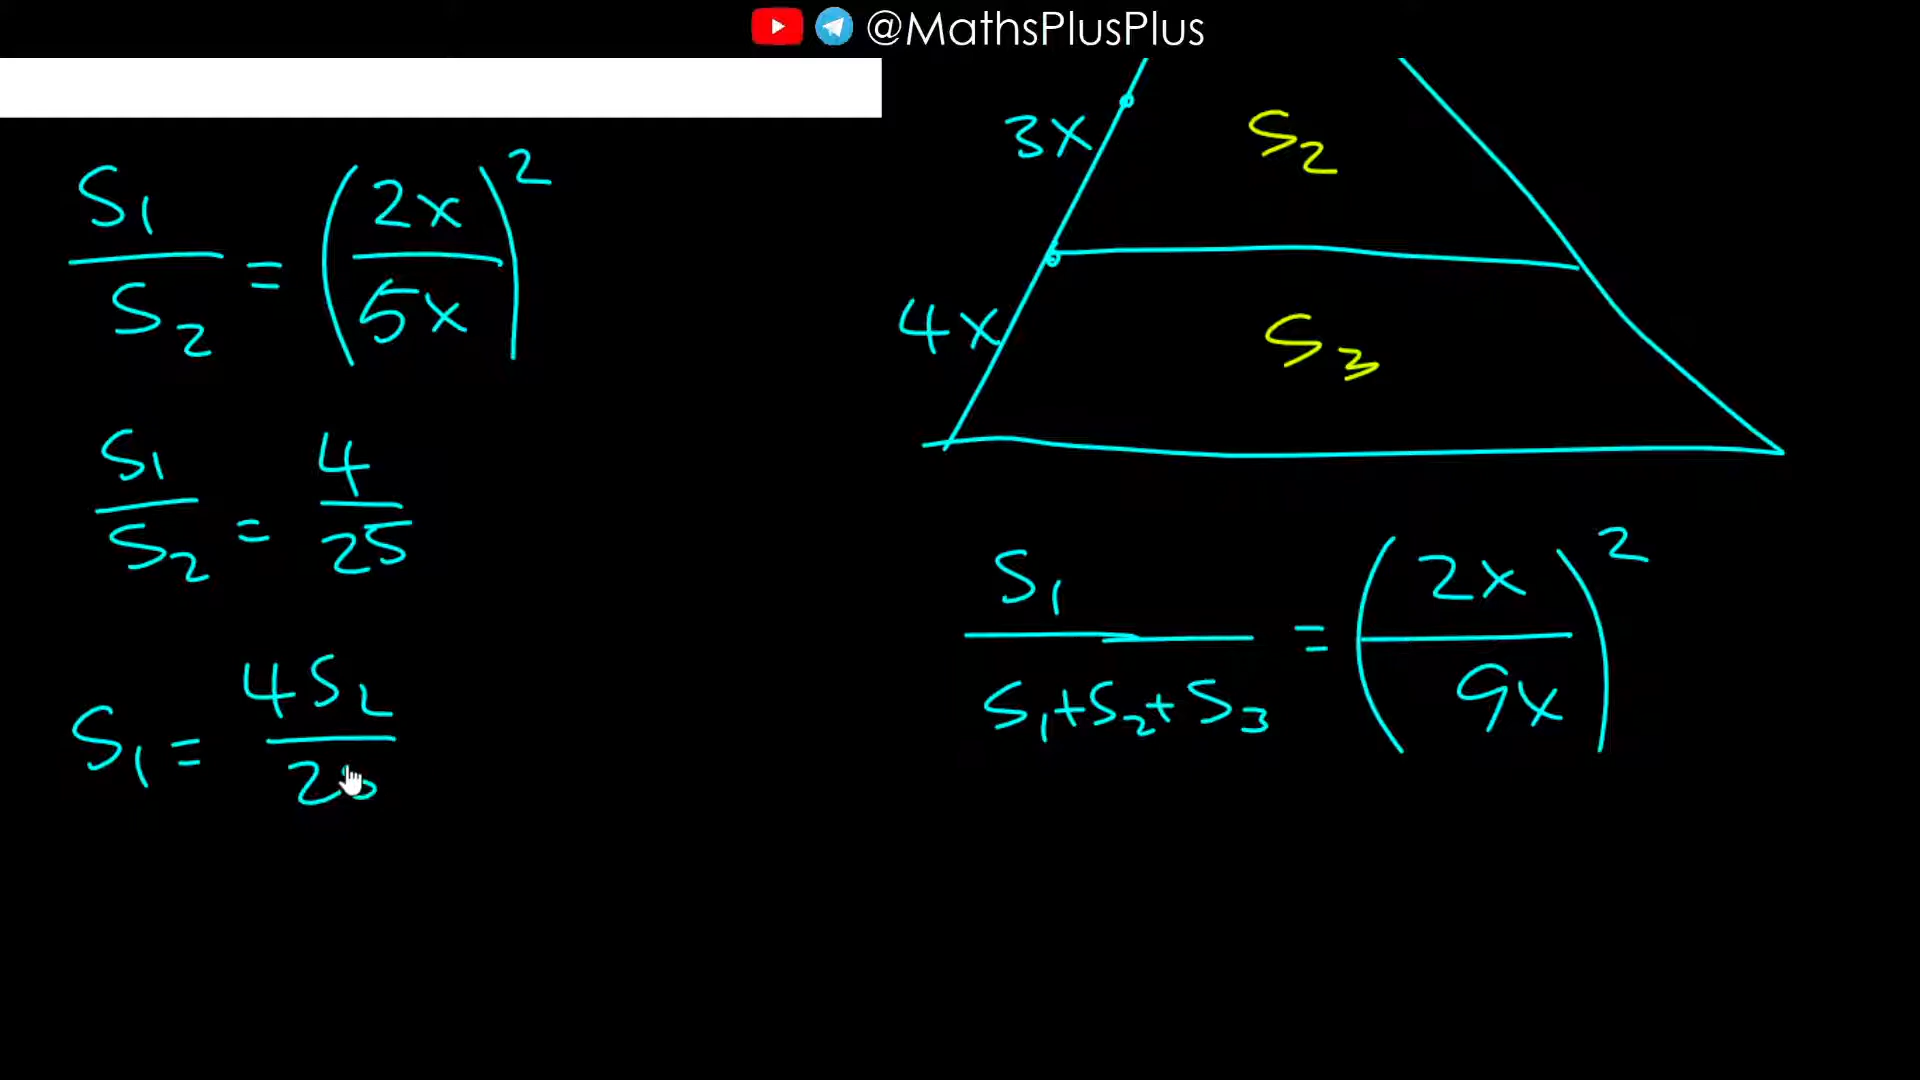 @MathsPlusPlus
S1/S2 = (2x/5x)^2
S1/S2 = 4/25
S1 = 4S2/25
3x
S2
4x
S3
S1/(S1+S2+S3) = (2x/9x)^2